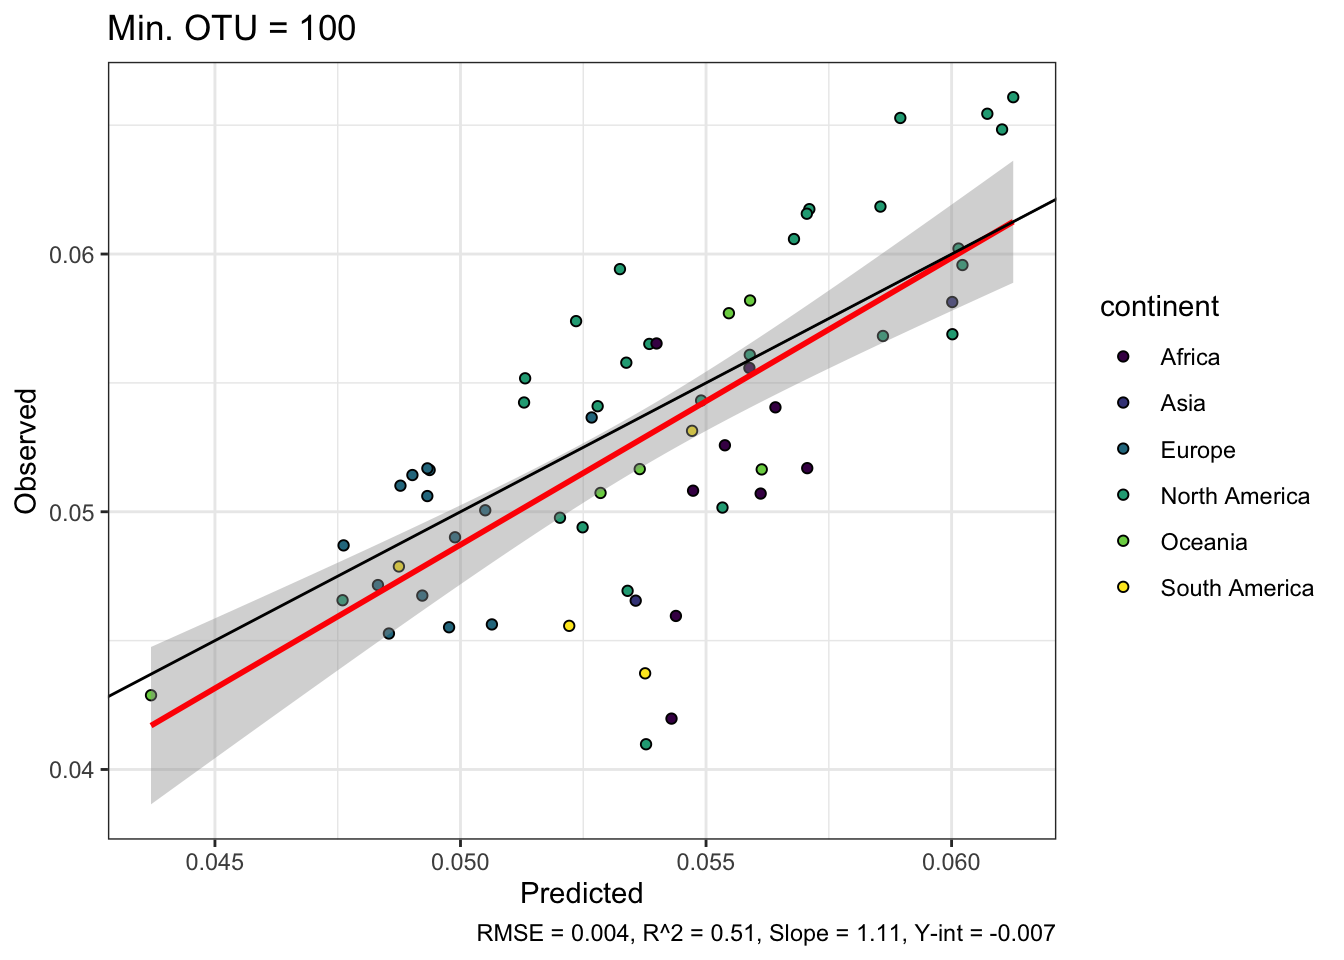 Min. OTU = 100
0.06
0.05
0.04
Observed
0.045
0.050
0.055
0.060
Predicted
continent
Africa
Asia
Europe
North America
Oceania
South America
RMSE = 0.004, R^2 = 0.51, Slope = 1.11, Y-int = -0.007